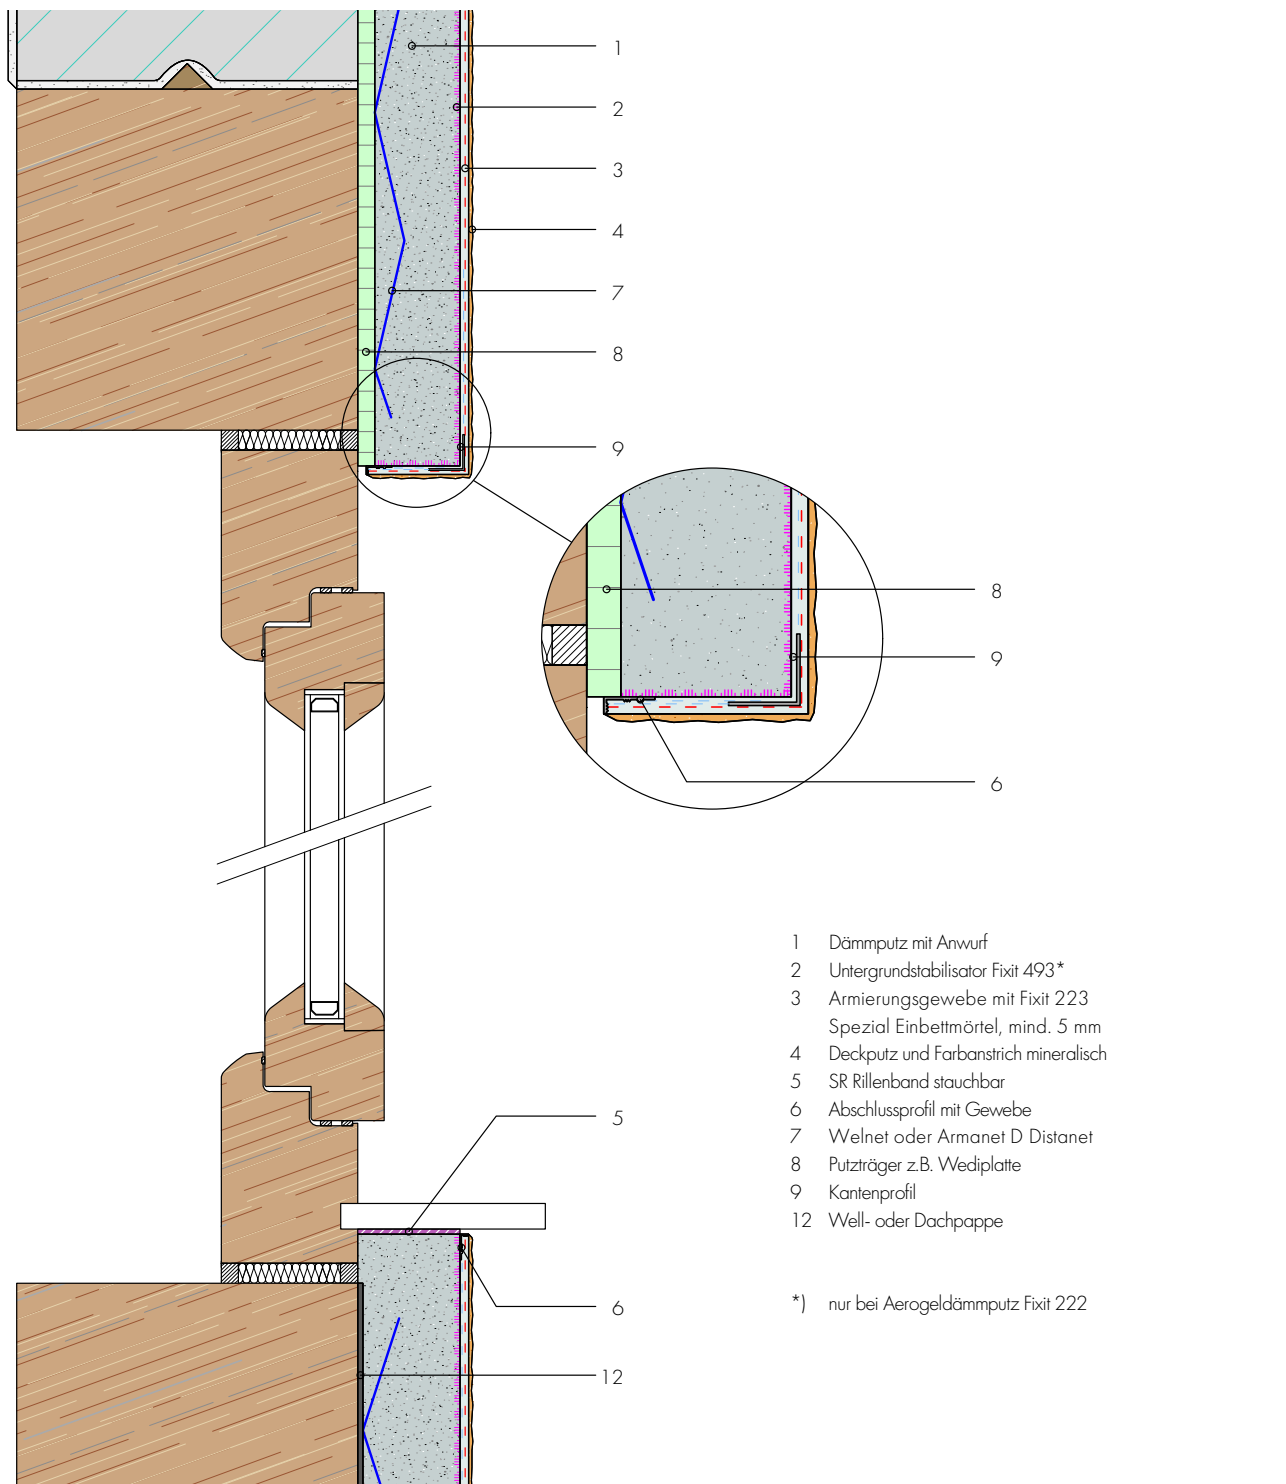 1
2
3
4
7
8
9
8
9
6
1 Dämmputz mit Anwurf
2 Untergrundstabilisator Fixit 493*
3 Armierungsgewebe mit Fixit 223
Spezial Einbettmörtel, mind. 5 mm
4 Deckputz und Farbanstrich mineralisch
5 SR Rillenband stauchbar
6 Abschlussprofil mit Gewebe
7 Welnet oder Armanet D Distanet
8 Putzträger z.B. Wediplatte
9 Kantenprofil
12 Well- oder Dachpappe
*) nur bei Aerogeldämmputz Fixit 222
5
6
12